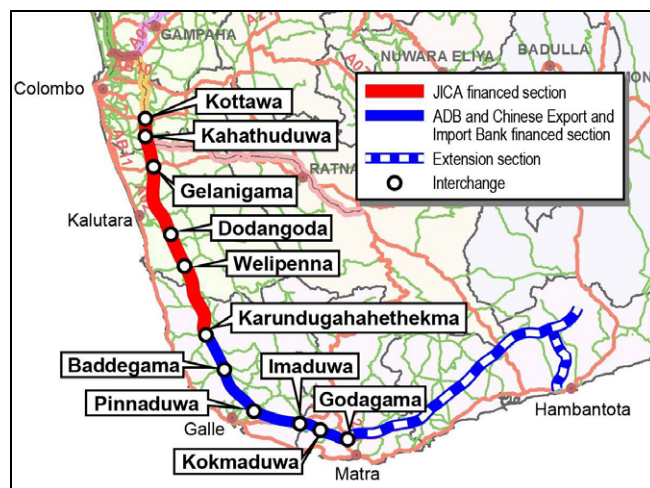 GAMPAHA
NUWARA ELIYA
BADULLA
Colombo
Kottawa
Kahathuduwa
Gelanigama
Kalutara
Dodangoda
Welipenna
Karundugahahethekma
Baddegama
Imaduwa
Pinnaduwa
Godagama
Galle
Kokmaduwa
Matra
Hambantota
RATNA
JICA financed section
ADB and Chinese Export and
Import Bank financed section
Extension section
Interchange